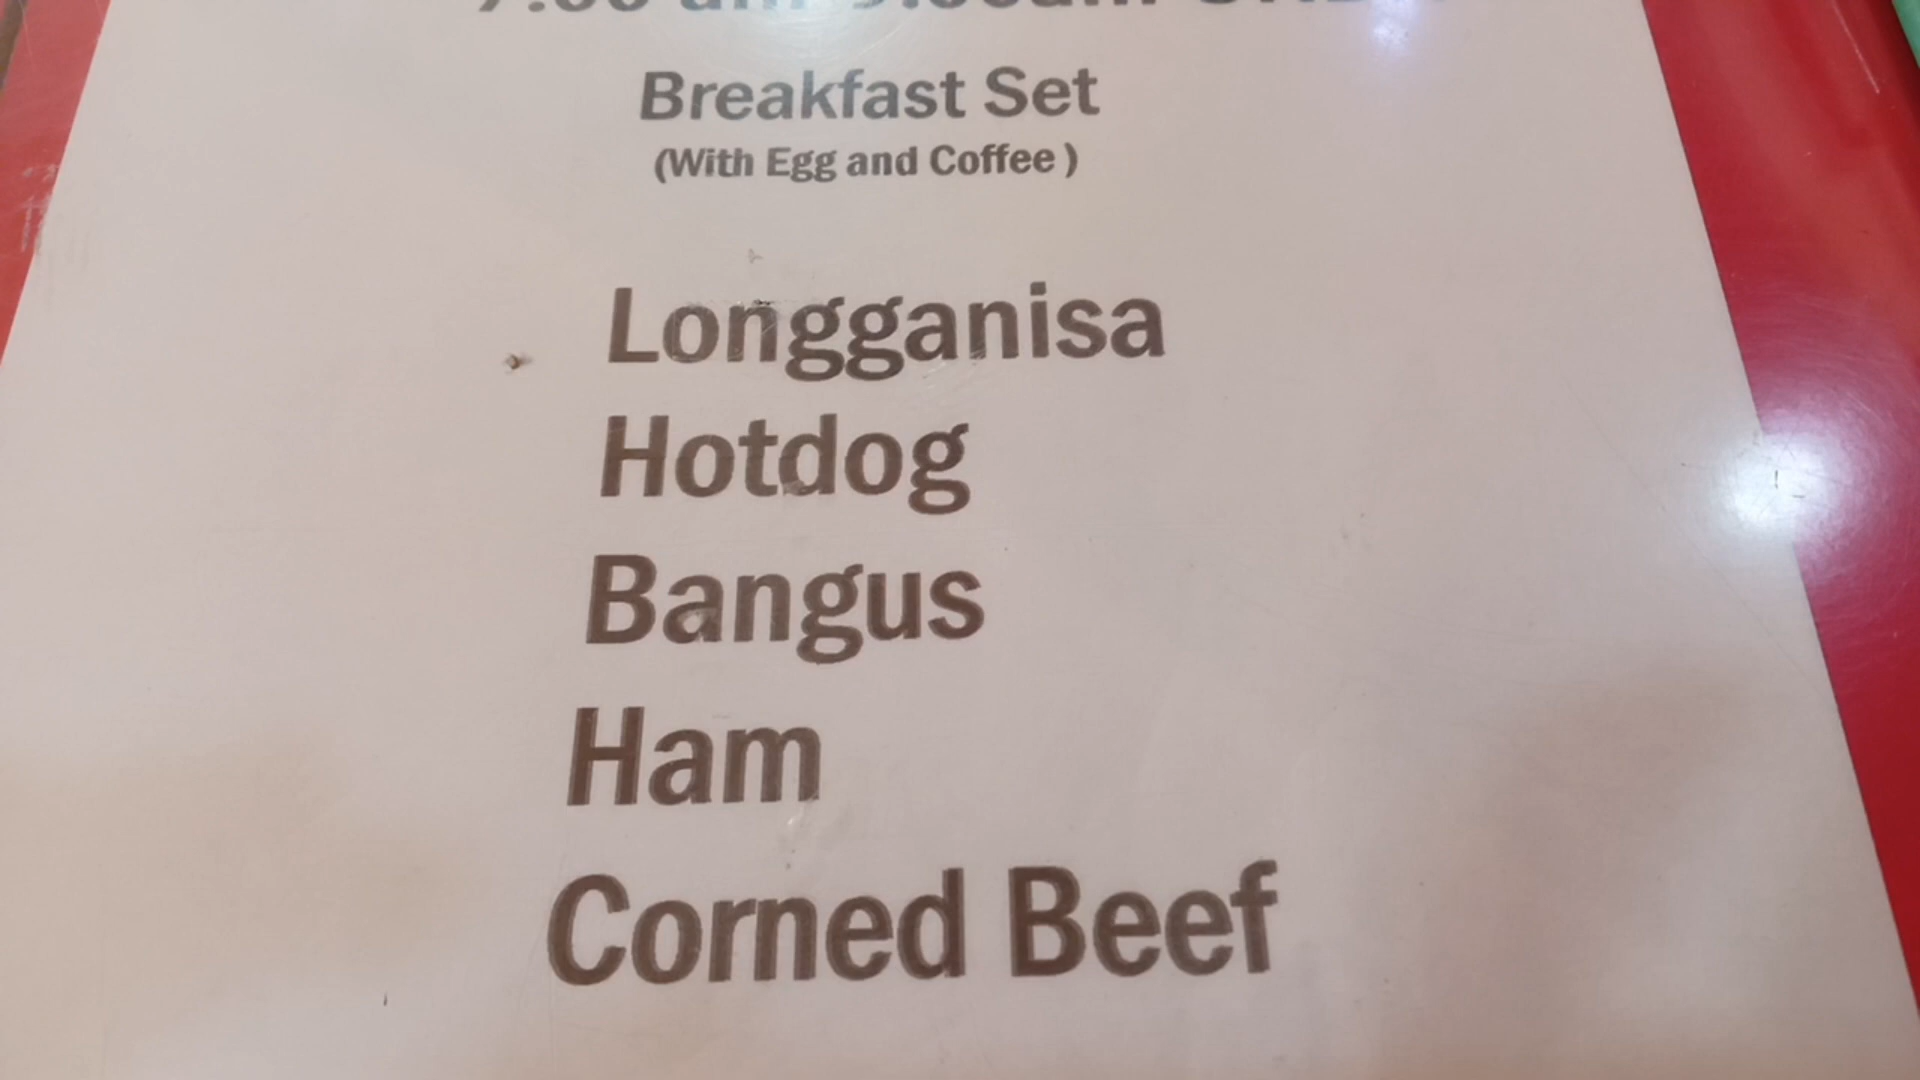 Breakfast Set
(With Egg and Coffee )
Longganisa
Hotdog
Bangus
Ham
Corned Beef